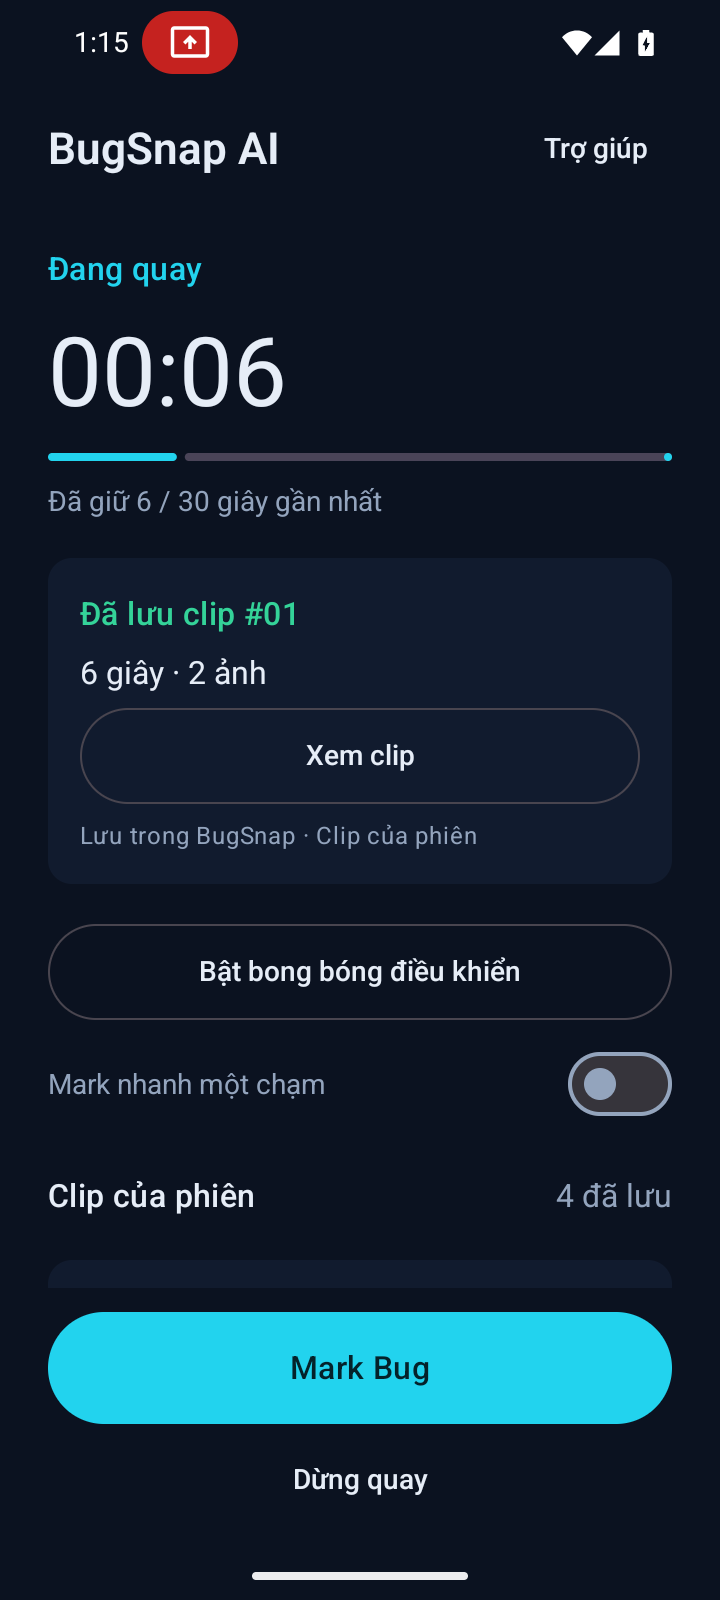 1:15
BugSnap AI
Trợ giúp
Đang quay
00:06
Đã giữ 6 / 30 giây gần nhất
Đã lưu clip #01
6 giây · 2 ảnh
Xem clip
Lưu trong BugSnap · Clip của phiên
Bật bong bóng điều khiển
Mark nhanh một chạm
Clip của phiên
4 đã lưu
Mark Bug
Dừng quay